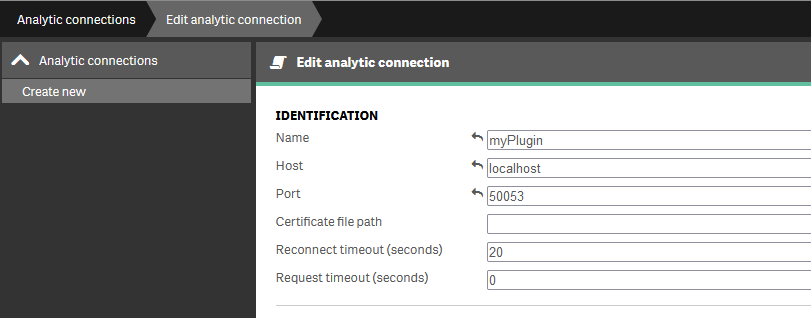 Analytic connections Edit analytic connection
Analytic connections
Create new
Edit analytic connection
IDENTIFICATION
Name myPlugin
Host localhost
Port 50053
Certificate file path
Reconnect timeout (seconds) 20
Request timeout (seconds) 0